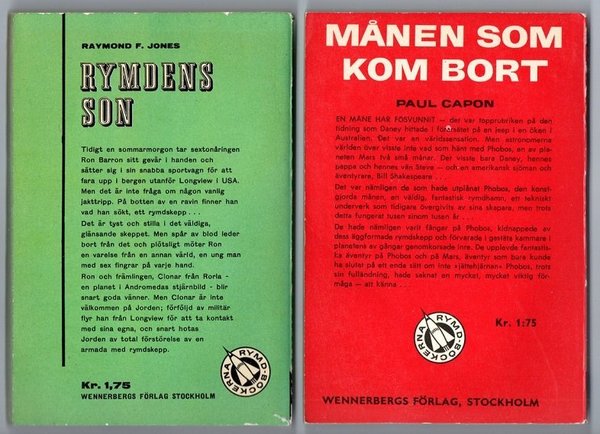 RAYMOND F. JONES
RYMDENS
SON
Tidigt en sommarmorgon tar sextonåringen
Ron Barron sitt gevär i handen och
sätter sig i sin snabba sportvagn för att
fara upp i bergen utanför Longview i USA.
Men det är inte fråga om någon vanlig
jakttripp. På botten av en ravin finner han
vad han sökt, ett rymdskepp...
Det är tyst och stilla i det väldiga,
glänsande skeppet. Men spår av blod leder
bort från det och plötsligt möter Ron
en varelse från en annan värld, en ung man
med sex fingrar på varje hand.
Ron och främlingen, Clonar från Rorla -
en planet i Andromedas stjärnbild - blir
snart goda vänner. Men Clonar är inte
välkommen på Jorden; förföljd av militär
flyr han från Longview för att ta kontakt
med sina egna, och snart hotas
Jorden av total förstörelse av en
armada med rymdskepp.
RYMD-BÖCKERNA
Kr. 1,75
WENNERBERGS FÖRLAG STOCKHOLM
MÅNEN SOM
KOM BORT
PAUL CAPON
EN MÅNE HAR FÖSVUNNIT — det var topprubriken på den
tidning som Daney hittade i förarsätet på en jeep i en öken i
Australien. Det var en världssensation. Men astronomerna
världen över visste inte vad som hänt med Phobos, en av pla-
neten Mars två små månar. Det visste bara Daney, hennes
pappa och hennes vän Steve — och en amerikansk sjöman och
äventyrare, Bill Shakespeare...
Det var nämligen de som hade utplånat Phobos, den konst-
gjorda månen, en väldig, fantastisk rymdhamn, ett tekniskt
underverk som tidigare övergivits av sina skapare, men trots
detta fungerat tusen sinom tusen år...
De hade nämligen varit fångar på Phobos, kidnappade av
dess äggformade rymdskepp och förvarade i gästers kammare i
planetens av gångar genomkorsade inre. De upplevde fantastis-
ka äventyr på Phobos och på Mars, äventyr som bare kunde
ha slutat på ett enda sätt om inte »jättehjärnan» Phobos, trots
sin fulländning, hade saknat en mycket, mycket viktig för-
måga — att känna...
Kr. 1:75
RYMD-BÖCKERNA
WENNERBERGS FÖRLAG, STOCKHOLM